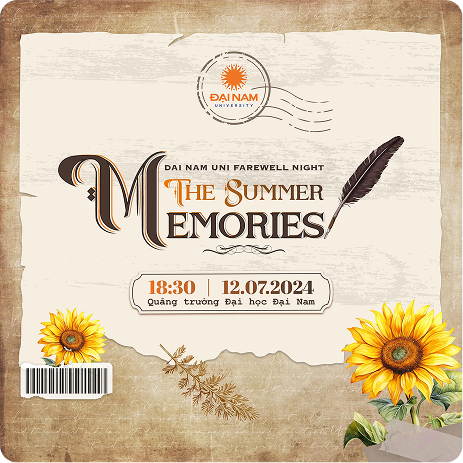 ĐẠI NAM
UNIVERSITY
DAI NAM UNI FAREWELL NIGHT
THE SUMMER
MEMORIES
18:30 | 12.07.2024
Quảng trường Đại học Đại Nam